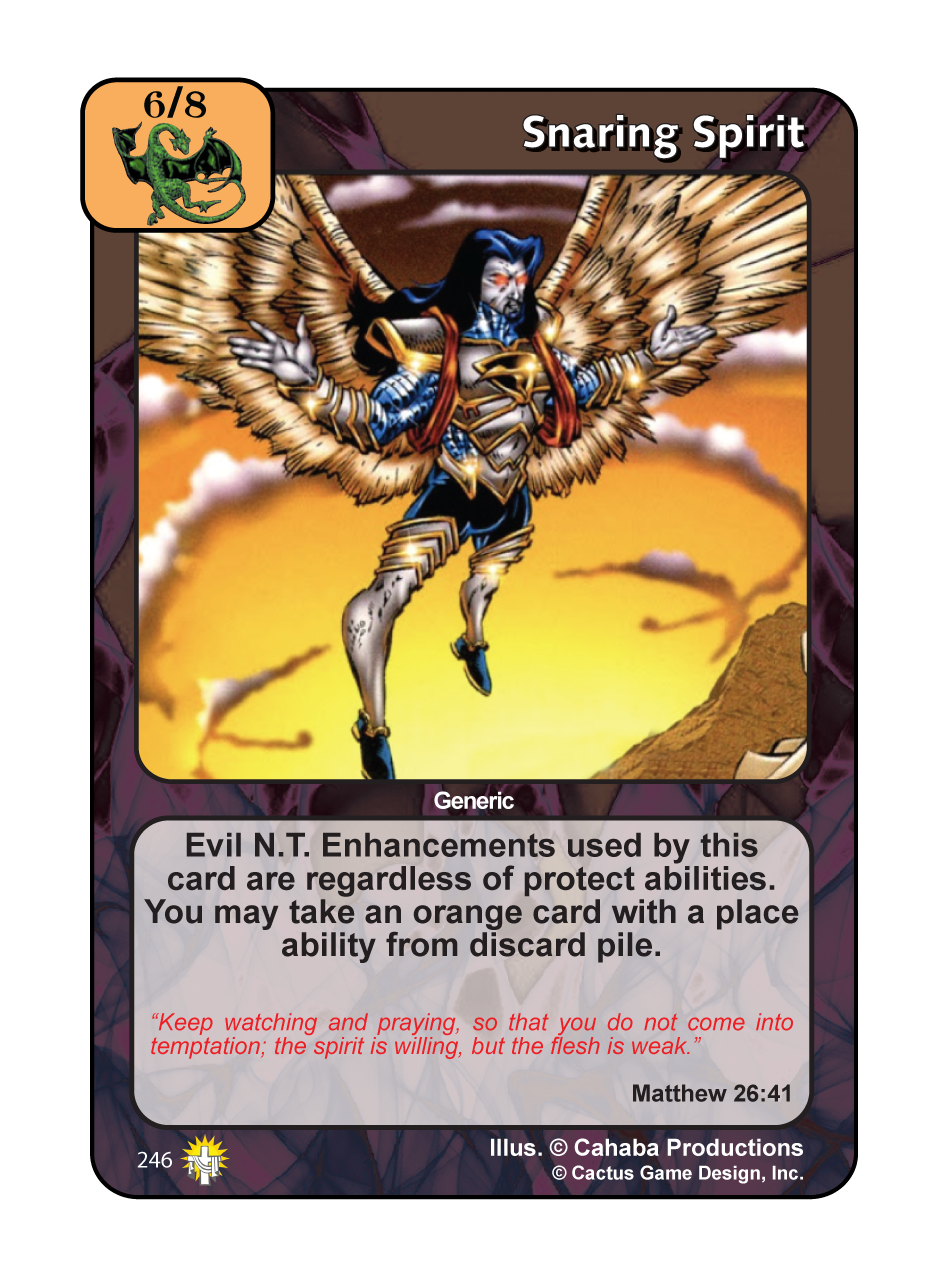 6/8
Snaring Spirit
Generic
Evil N.T. Enhancements used by this
card are regardless of protect abilities.
You may take an orange card with a place
ability from discard pile.
“Keep watching and praying, so that you do not come into
temptation; the spirit is willing, but the flesh is weak.”
Matthew 26:41
246
Illus. © Cahaba Productions
© Cactus Game Design, Inc.